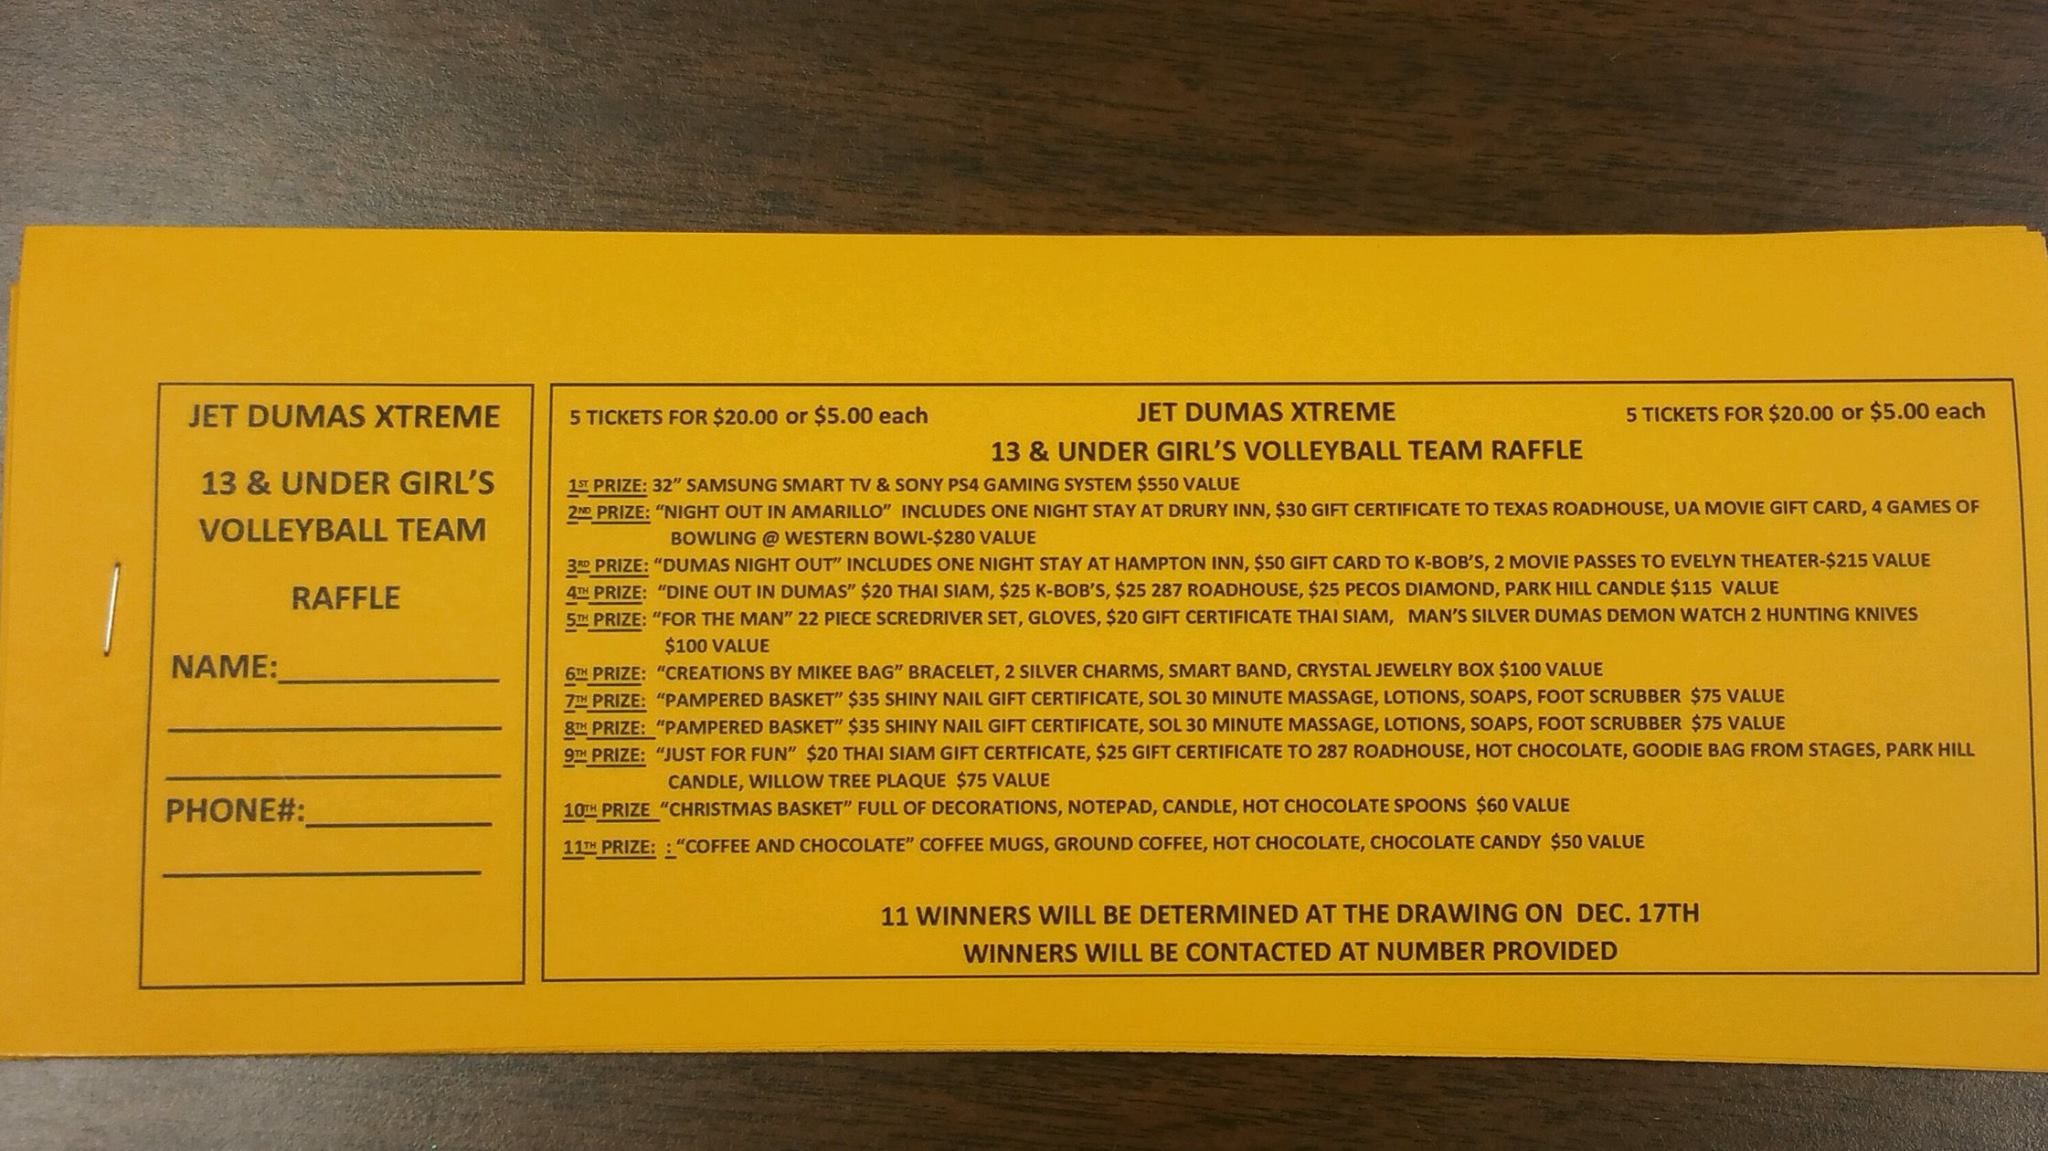 JET DUMAS XTREME
13 & UNDER GIRL'S
VOLLEYBALL TEAM
RAFFLE
NAME:
PHONE#:
5 TICKETS FOR $20.00 or $5.00 each
JET DUMAS XTREME
5 TICKETS FOR $20.00 or $5.00 each
13 & UNDER GIRL'S VOLLEYBALL TEAM RAFFLE
1ST PRIZE: 32" SAMSUNG SMART TV & SONY PS4 GAMING SYSTEM $550 VALUE
2ND PRIZE: "NIGHT OUT IN AMARILLO" INCLUDES ONE NIGHT STAY AT DRURY INN, $30 GIFT CERTIFICATE TO TEXAS ROADHOUSE, UA MOVIE GIFT CARD, 4 GAMES OF
BOWLING @ WESTERN BOWL-$280 VALUE
3RD PRIZE: "DUMAS NIGHT OUT" INCLUDES ONE NIGHT STAY AT HAMPTON INN, $50 GIFT CARD TO K-BOB'S, 2 MOVIE PASSES TO EVELYN THEATER-$215 VALUE
4TH PRIZE: "DINE OUT IN DUMAS" $20 THAI SIAM, $25 K-BOB'S, $25 287 ROADHOUSE, $25 PECOS DIAMOND, PARK HILL CANDLE $115 VALUE
5TH PRIZE: "FOR THE MAN" 22 PIECE SCREDRIVER SET, GLOVES, $20 GIFT CERTIFICATE THAI SIAM, MAN'S SILVER DUMAS DEMON WATCH 2 HUNTING KNIVES
$100 VALUE
6TH PRIZE: "CREATIONS BY MIKEE BAG" BRACELET, 2 SILVER CHARMS, SMART BAND, CRYSTAL JEWELRY BOX $100 VALUE
7TH PRIZE: "PAMPERED BASKET" $35 SHINY NAIL GIFT CERTIFICATE, SOL 30 MINUTE MASSAGE, LOTIONS, SOAPS, FOOT SCRUBBER $75 VALUE
8TH PRIZE: "PAMPERED BASKET" $35 SHINY NAIL GIFT CERTIFICATE, SOL 30 MINUTE MASSAGE, LOTIONS, SOAPS, FOOT SCRUBBER $75 VALUE
9TH PRIZE: "JUST FOR FUN" $20 THAI SIAM GIFT CERTFICATE, $25 GIFT CERTIFICATE TO 287 ROADHOUSE, HOT CHOCOLATE, GOODIE BAG FROM STAGES, PARK HILL
CANDLE, WILLOW TREE PLAQUE $75 VALUE
10TH PRIZE "CHRISTMAS BASKET" FULL OF DECORATIONS, NOTEPAD, CANDLE, HOT CHOCOLATE SPOONS $60 VALUE
11TH PRIZE: : "COFFEE AND CHOCOLATE" COFFEE MUGS, GROUND COFFEE, HOT CHOCOLATE, CHOCOLATE CANDY $50 VALUE
11 WINNERS WILL BE DETERMINED AT THE DRAWING ON DEC. 17TH
WINNERS WILL BE CONTACTED AT NUMBER PROVIDED